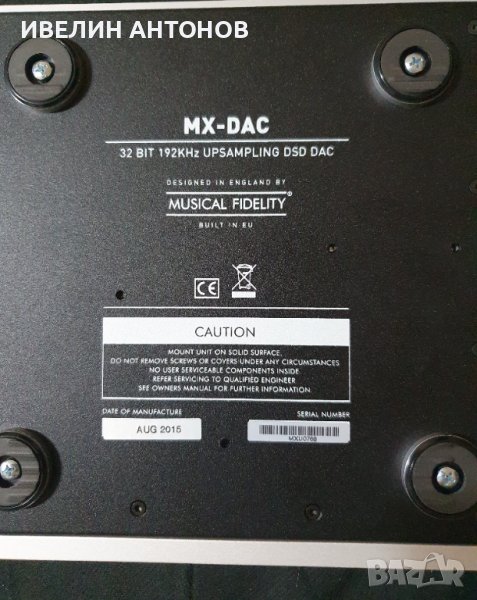 ИВЕЛИН АНТОНОВ
MX-DAC
32 BIT 192KHz UPSAMPLING DSD DAC
DESIGNED IN ENGLAND BY
MUSICAL FIDELITY®
BUILT IN EU
CE
CAUTION
MOUNT UNIT ON SOLID SURFACE.
DO NOT REMOVE SCREWS OR COVERS UNDER ANY CIRCUMSTANCES
NO USER SERVICEABLE COMPONENTS INSIDE.
REFER SERVICING TO QUALIFIED ENGINEER
SEE OWNERS MANUAL FOR FURTHER INFORMATION.
DATE OF MANUFACTURE
SERIAL NUMBER
AUG 2015
MXU0768
BAZAR